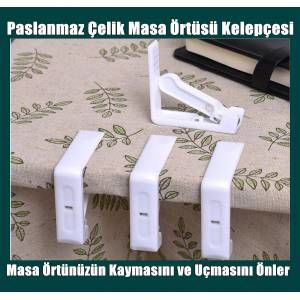 Paslanmaz Çelik Masa Örtüsü Kelepçesi
Masa Örtünüzün Kaymasını ve Uçmasını Önler